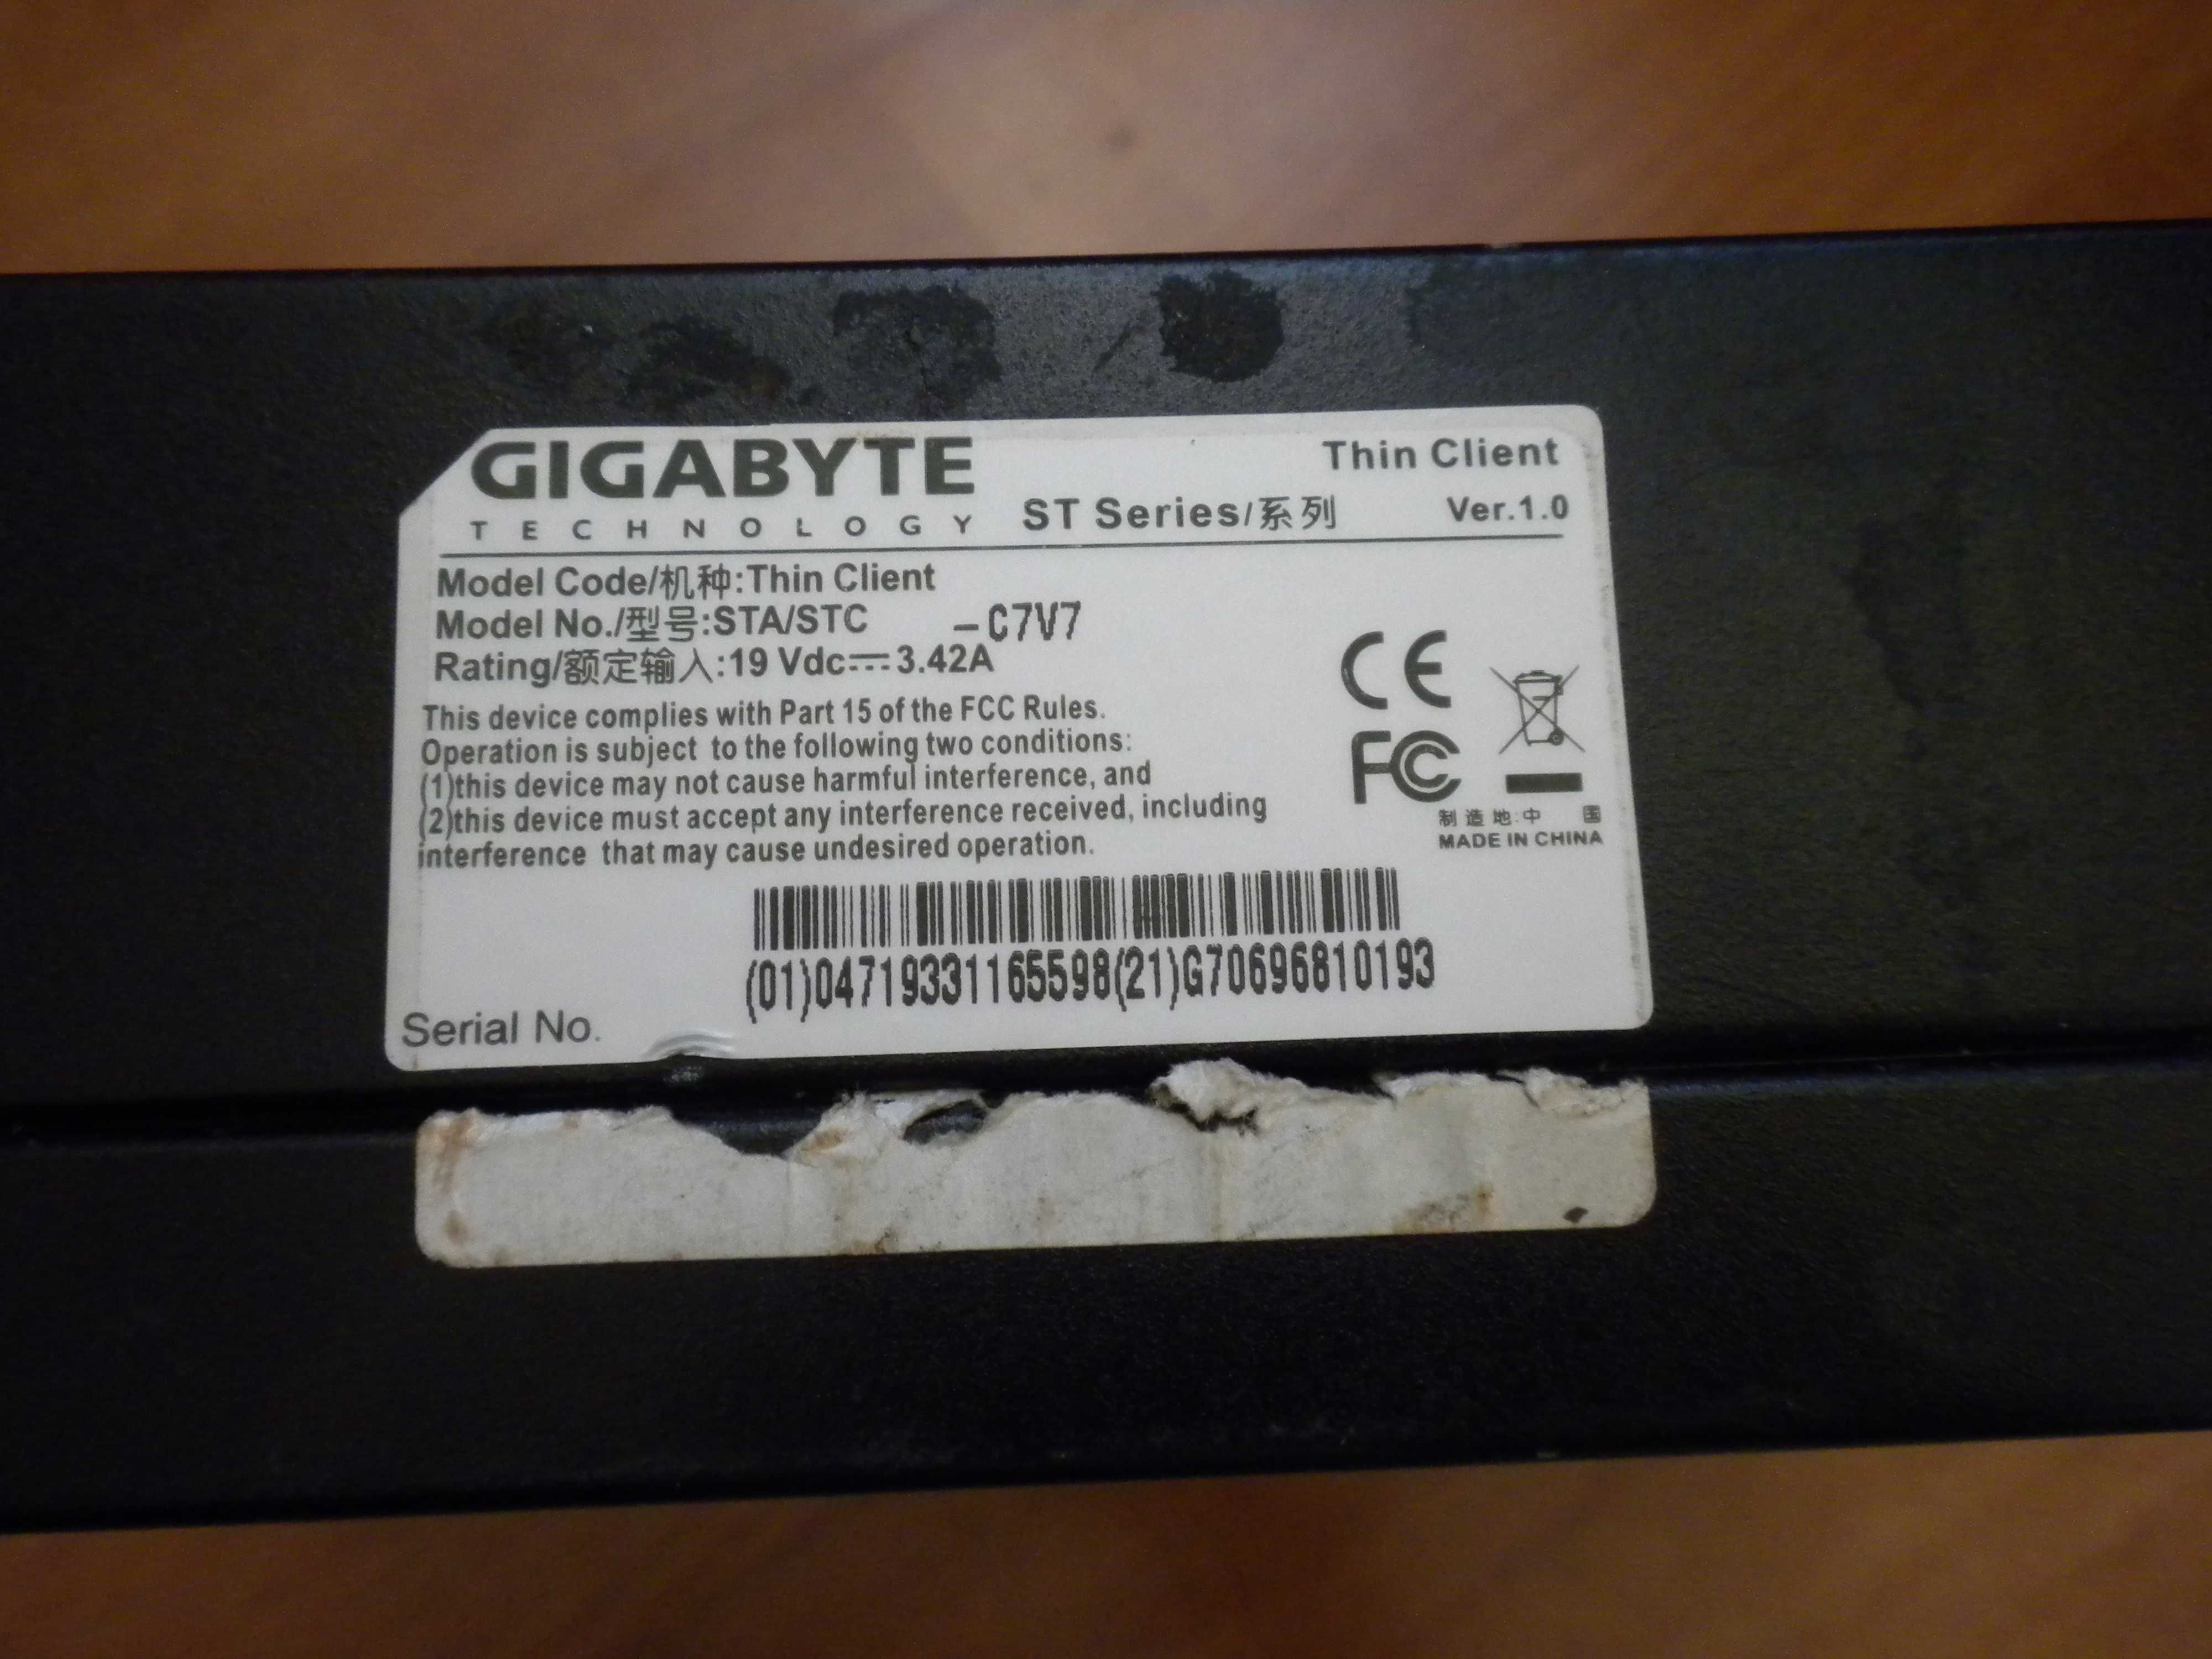 GIGABYTE
TECHNOLOGY
Thin Client
ST Series/系列
Ver.1.0
Model Code/机种:Thin Client
Model No./型号:STA/STC -C7V7
Rating/额定输入:19 Vdc⎓3.42A
This device complies with Part 15 of the FCC Rules.
Operation is subject to the following two conditions:
(1)this device may not cause harmful interference, and
(2)this device must accept any interference received, including
interference that may cause undesired operation.
CE
FC
制造地:中 国
MADE IN CHINA
(01)04719331165598(21)G70696810193
Serial No.